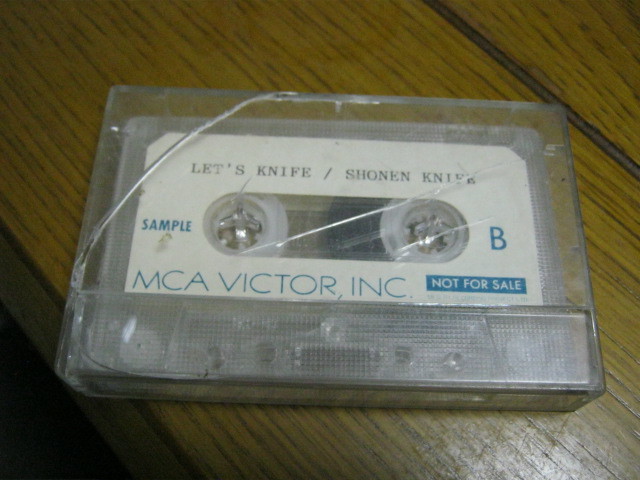 LET'S KNIFE / SHONEN KNIFE
SAMPLE
B
MCA VICTOR, INC.
NOT FOR SALE